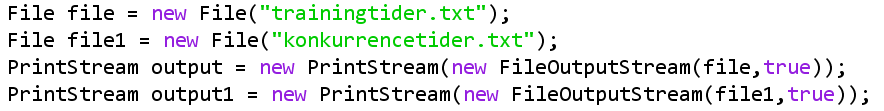 File file = new File("trainingtider.txt");
File file1 = new File("konkurrencetider.txt");
PrintStream output = new PrintStream(new FileOutputStream(file,true));
PrintStream output1 = new PrintStream(new FileOutputStream(file1,true));